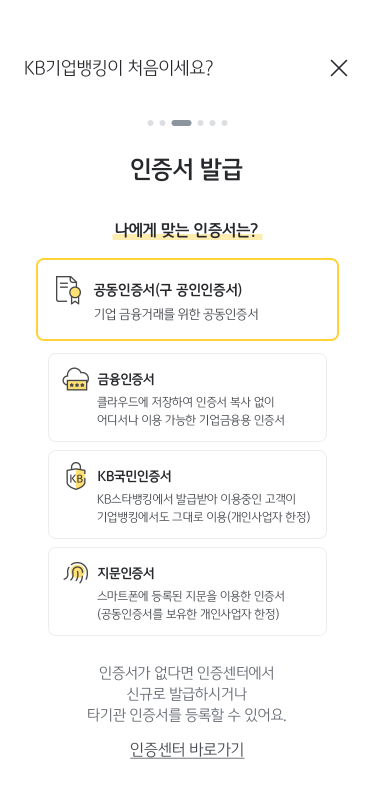 KB기업뱅킹이 처음이세요?
인증서 발급
나에게 맞는 인증서는?
공동인증서(구 공인인증서)
기업 금융거래를 위한 공동인증서
금융인증서
클라우드에 저장하여 인증서 복사 없이
어디서나 이용 가능한 기업금융용 인증서
KB
KB국민인증서
KB스타뱅킹에서 발급받아 이용중인 고객이
기업뱅킹에서도 그대로 이용(개인사업자 한정)
지문인증서
스마트폰에 등록된 지문을 이용한 인증서
(공동인증서를 보유한 개인사업자 한정)
인증서가 없다면 인증센터에서
신규로 발급하시거나
타기관 인증서를 등록할 수 있어요.
인증센터 바로가기